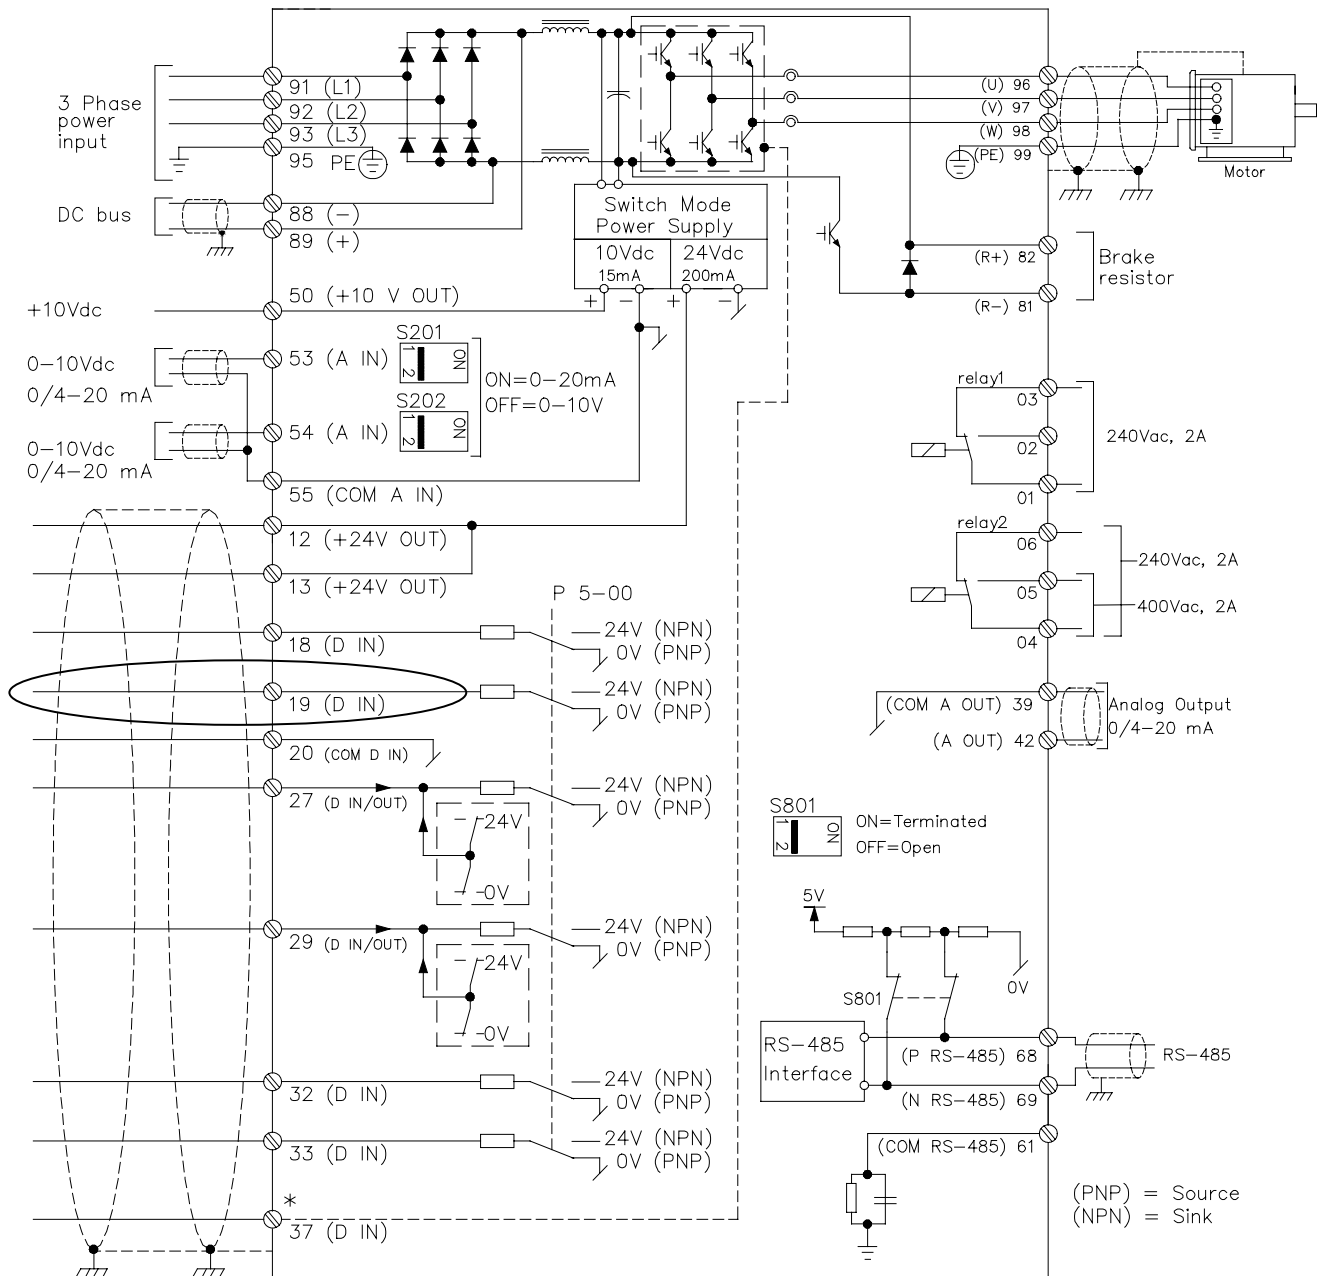 3 Phase
power
input
91 (L1)
92 (L2)
93 (L3)
95 PE
DC bus
88 (-)
89 (+)
Switch Mode
Power Supply
10Vdc
15mA
24Vdc
200mA
+ - + -
(U) 96
(V) 97
(W) 98
(PE) 99
Motor
(R+) 82
(R-) 81
Brake
resistor
+10Vdc
50 (+10 V OUT)
0-10Vdc
0/4-20 mA
53 (A IN)
S201
1 2
ON
ON=0-20mA
OFF=0-10V
0-10Vdc
0/4-20 mA
54 (A IN)
S202
1 2
ON
55 (COM A IN)
12 (+24V OUT)
13 (+24V OUT)
P 5-00
18 (D IN)
24V (NPN)
0V (PNP)
19 (D IN)
24V (NPN)
0V (PNP)
20 (COM D IN)
27 (D IN/OUT)
24V (NPN)
0V (PNP)
24V
0V
29 (D IN/OUT)
24V (NPN)
0V (PNP)
24V
0V
32 (D IN)
24V (NPN)
0V (PNP)
33 (D IN)
24V (NPN)
0V (PNP)
*
37 (D IN)
relay1
03
02
01
240Vac, 2A
relay2
06
05
04
240Vac, 2A
400Vac, 2A
(COM A OUT) 39
(A OUT) 42
Analog Output
0/4-20 mA
S801
1 2
ON
ON=Terminated
OFF=Open
5V
0V
S801
RS-485
Interface
(P RS-485) 68
(N RS-485) 69
(COM RS-485) 61
RS-485
(PNP) = Source
(NPN) = Sink